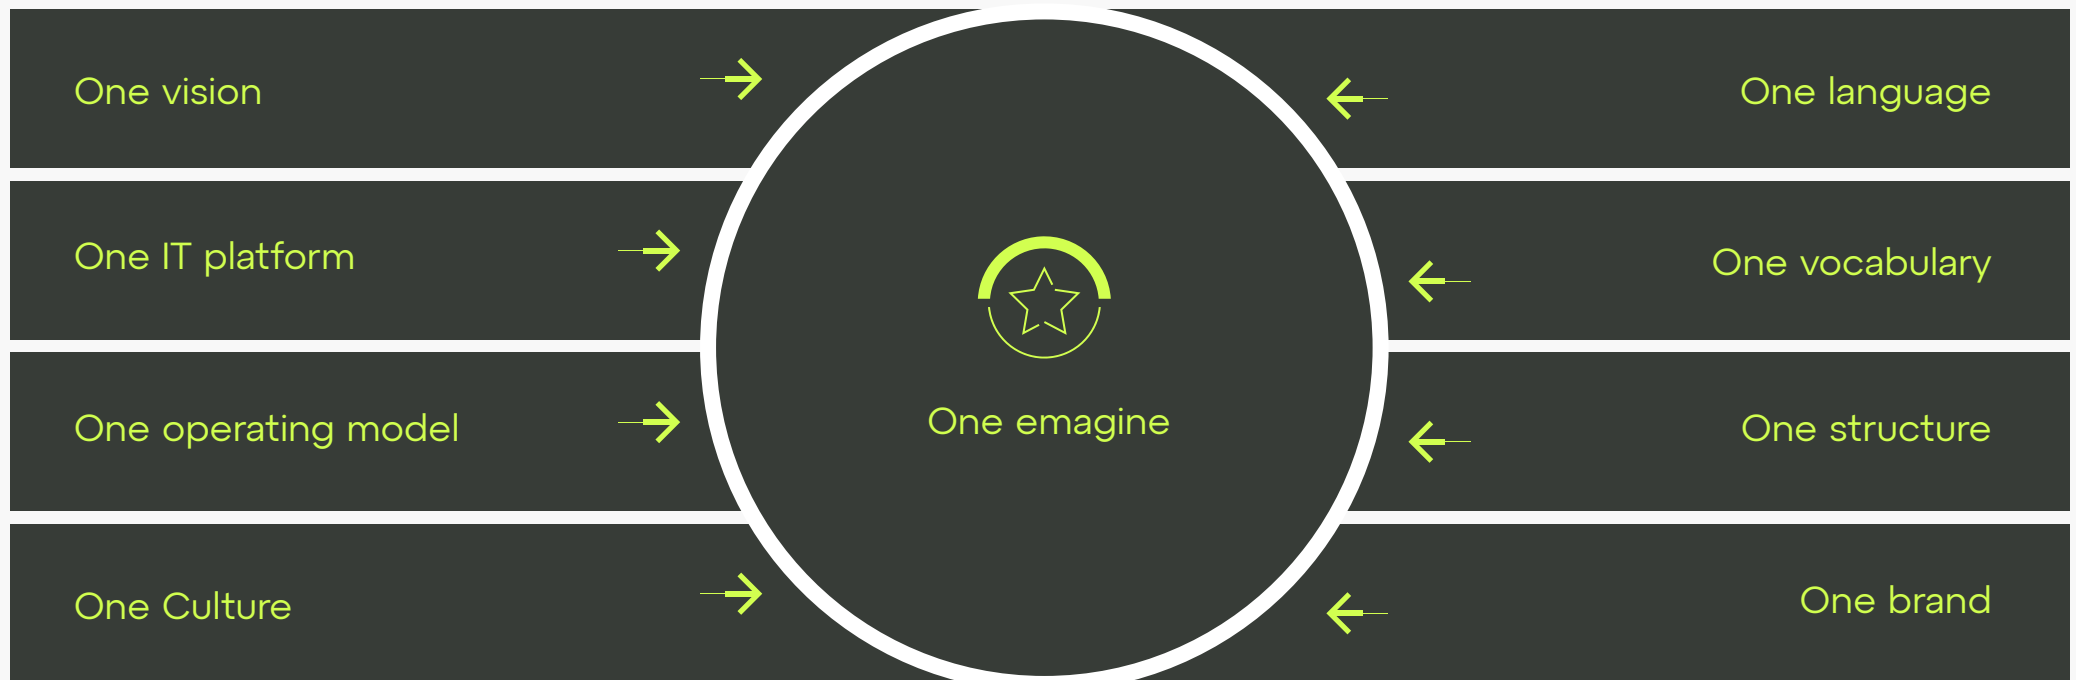 One vision
One language
One IT platform
One vocabulary
One emagine
One operating model
One structure
One Culture
One brand